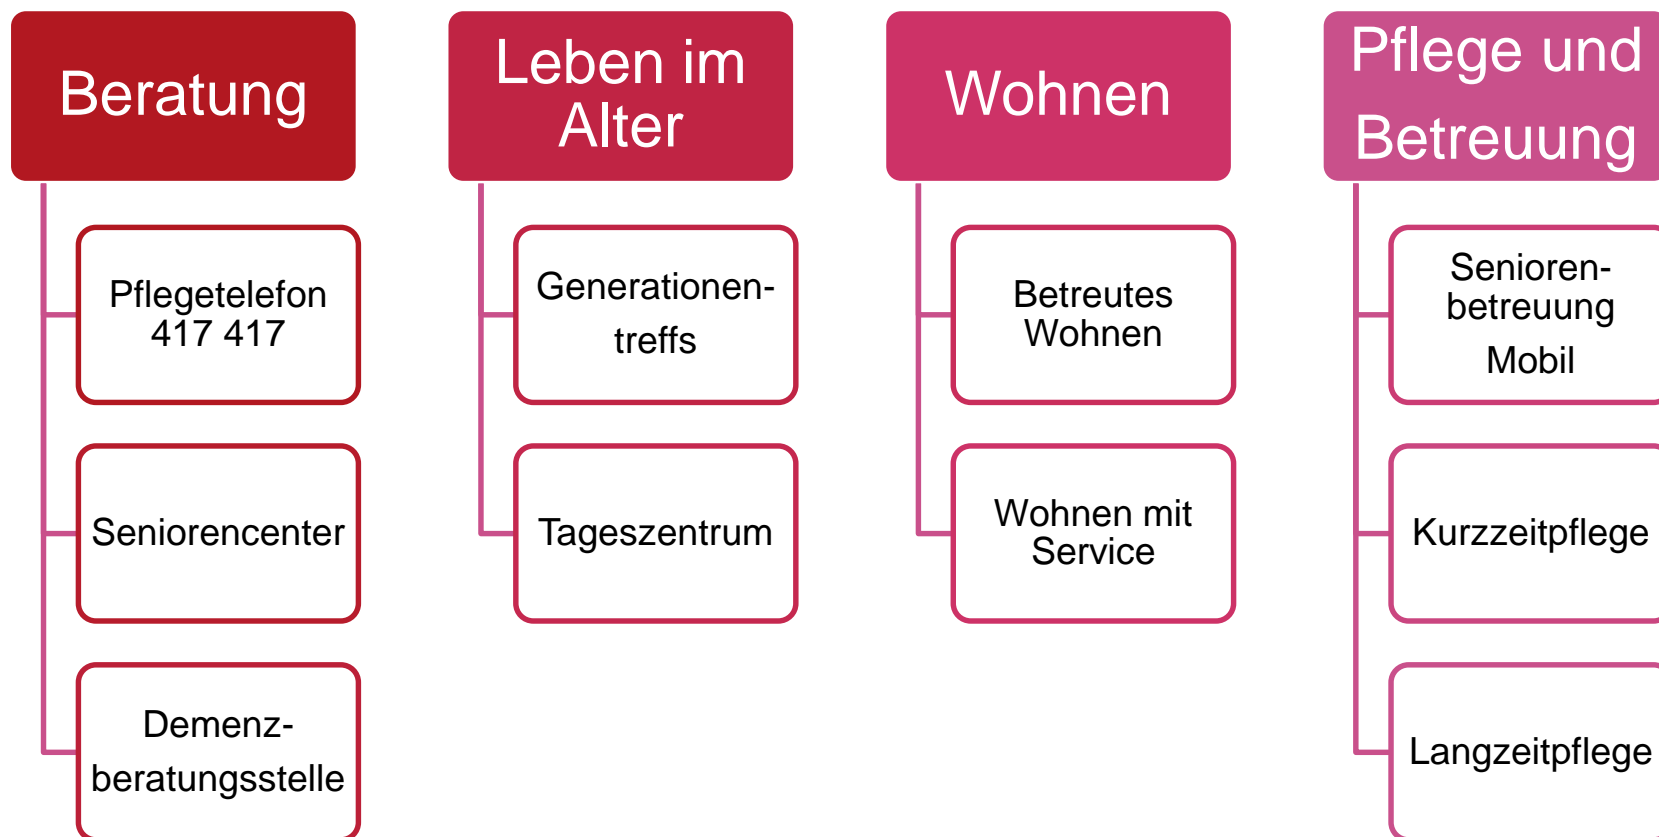 Beratung
Pflegetelefon
417 417
Seniorencenter
Demenz-
beratungsstelle
Leben im
Alter
Generationen-
treffs
Tageszentrum
Wohnen
Betreutes
Wohnen
Wohnen mit
Service
Pflege und
Betreuung
Senioren-
betreuung
Mobil
Kurzzeitpflege
Langzeitpflege